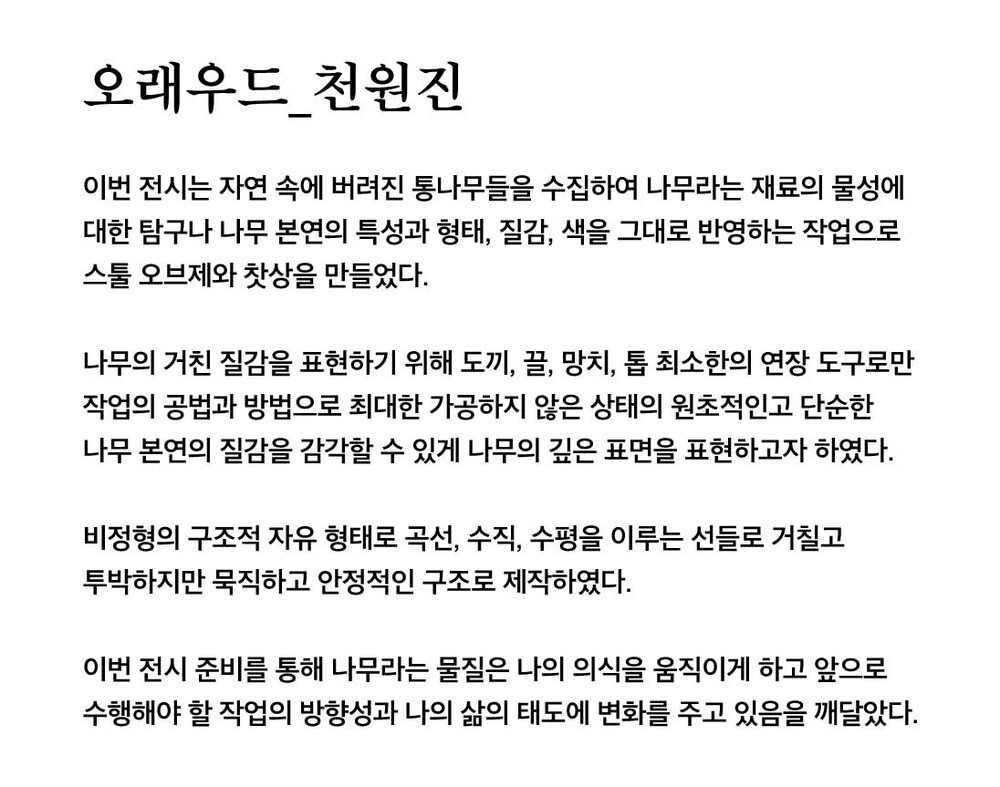 오래우드_천원진
이번 전시는 자연 속에 버려진 통나무들을 수집하여 나무라는 재료의 물성에
대한 탐구나 나무 본연의 특성과 형태, 질감, 색을 그대로 반영하는 작업으로
스툴 오브제와 찻상을 만들었다.
나무의 거친 질감을 표현하기 위해 도끼, 끌, 망치, 톱 최소한의 연장 도구로만
작업의 공법과 방법으로 최대한 가공하지 않은 상태의 원초적인고 단순한
나무 본연의 질감을 감각할 수 있게 나무의 깊은 표면을 표현하고자 하였다.
비정형의 구조적 자유 형태로 곡선, 수직, 수평을 이루는 선들로 거칠고
투박하지만 묵직하고 안정적인 구조로 제작하였다.
이번 전시 준비를 통해 나무라는 물질은 나의 의식을 움직이게 하고 앞으로
수행해야 할 작업의 방향성과 나의 삶의 태도에 변화를 주고 있음을 깨달았다.